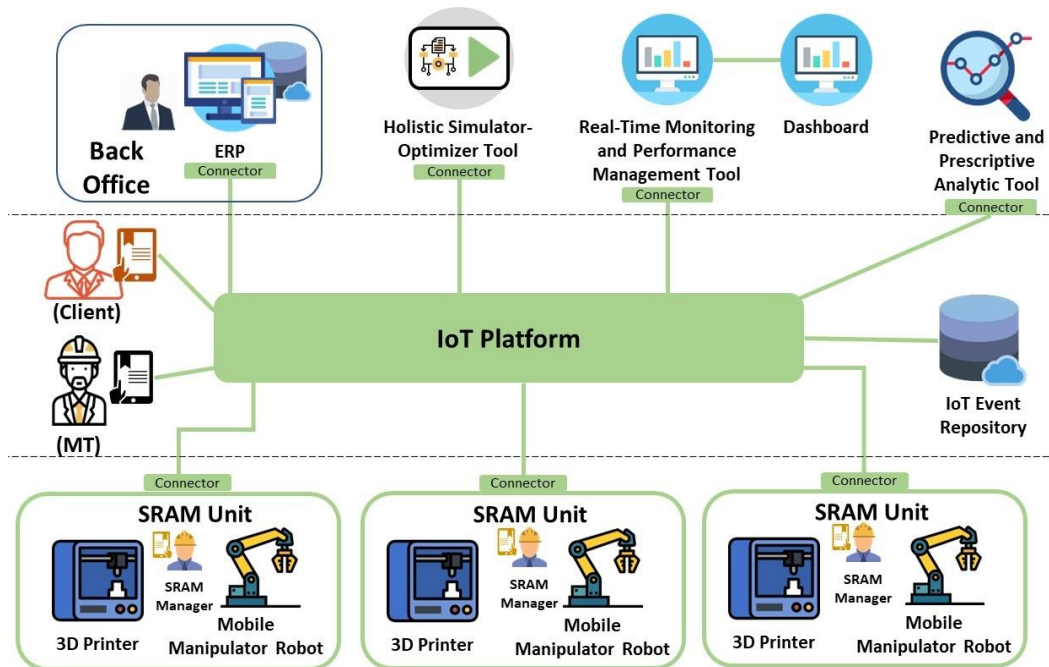 Back
Office
ERP
Connector
Holistic Simulator-
Optimizer Tool
Connector
Real-Time Monitoring
and Performance
Management Tool
Connector
Dashboard
Predictive and
Prescriptive
Analytic Tool
Connector
(Client)
(MT)
IoT Platform
IoT Event
Repository
Connector
SRAM Unit
SRAM
Manager
3D Printer
Mobile
Manipulator Robot
Connector
SRAM Unit
SRAM
Manager
3D Printer
Mobile
Manipulator Robot
Connector
SRAM Unit
SRAM
Manager
3D Printer
Mobile
Manipulator Robot